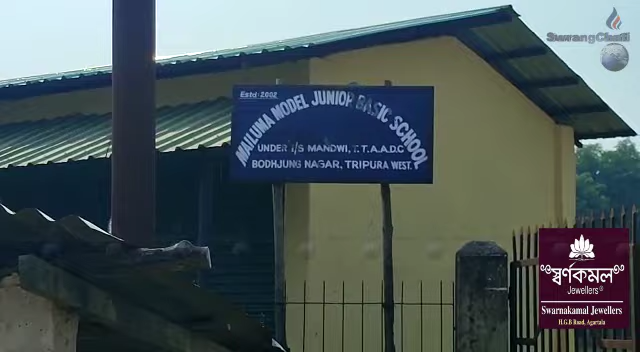 SuwangChadi
Estd-2002
MAILUMA MODEL JUNIOR BASIC SCHOOL
UNDER I/S MANDWI, T.T.A.A.D.C
BODHJUNG NAGAR, TRIPURA WEST.
স্বর্ণকমল
Jewellers
Swarnakamal Jewellers
H.G.B Road, Agartala